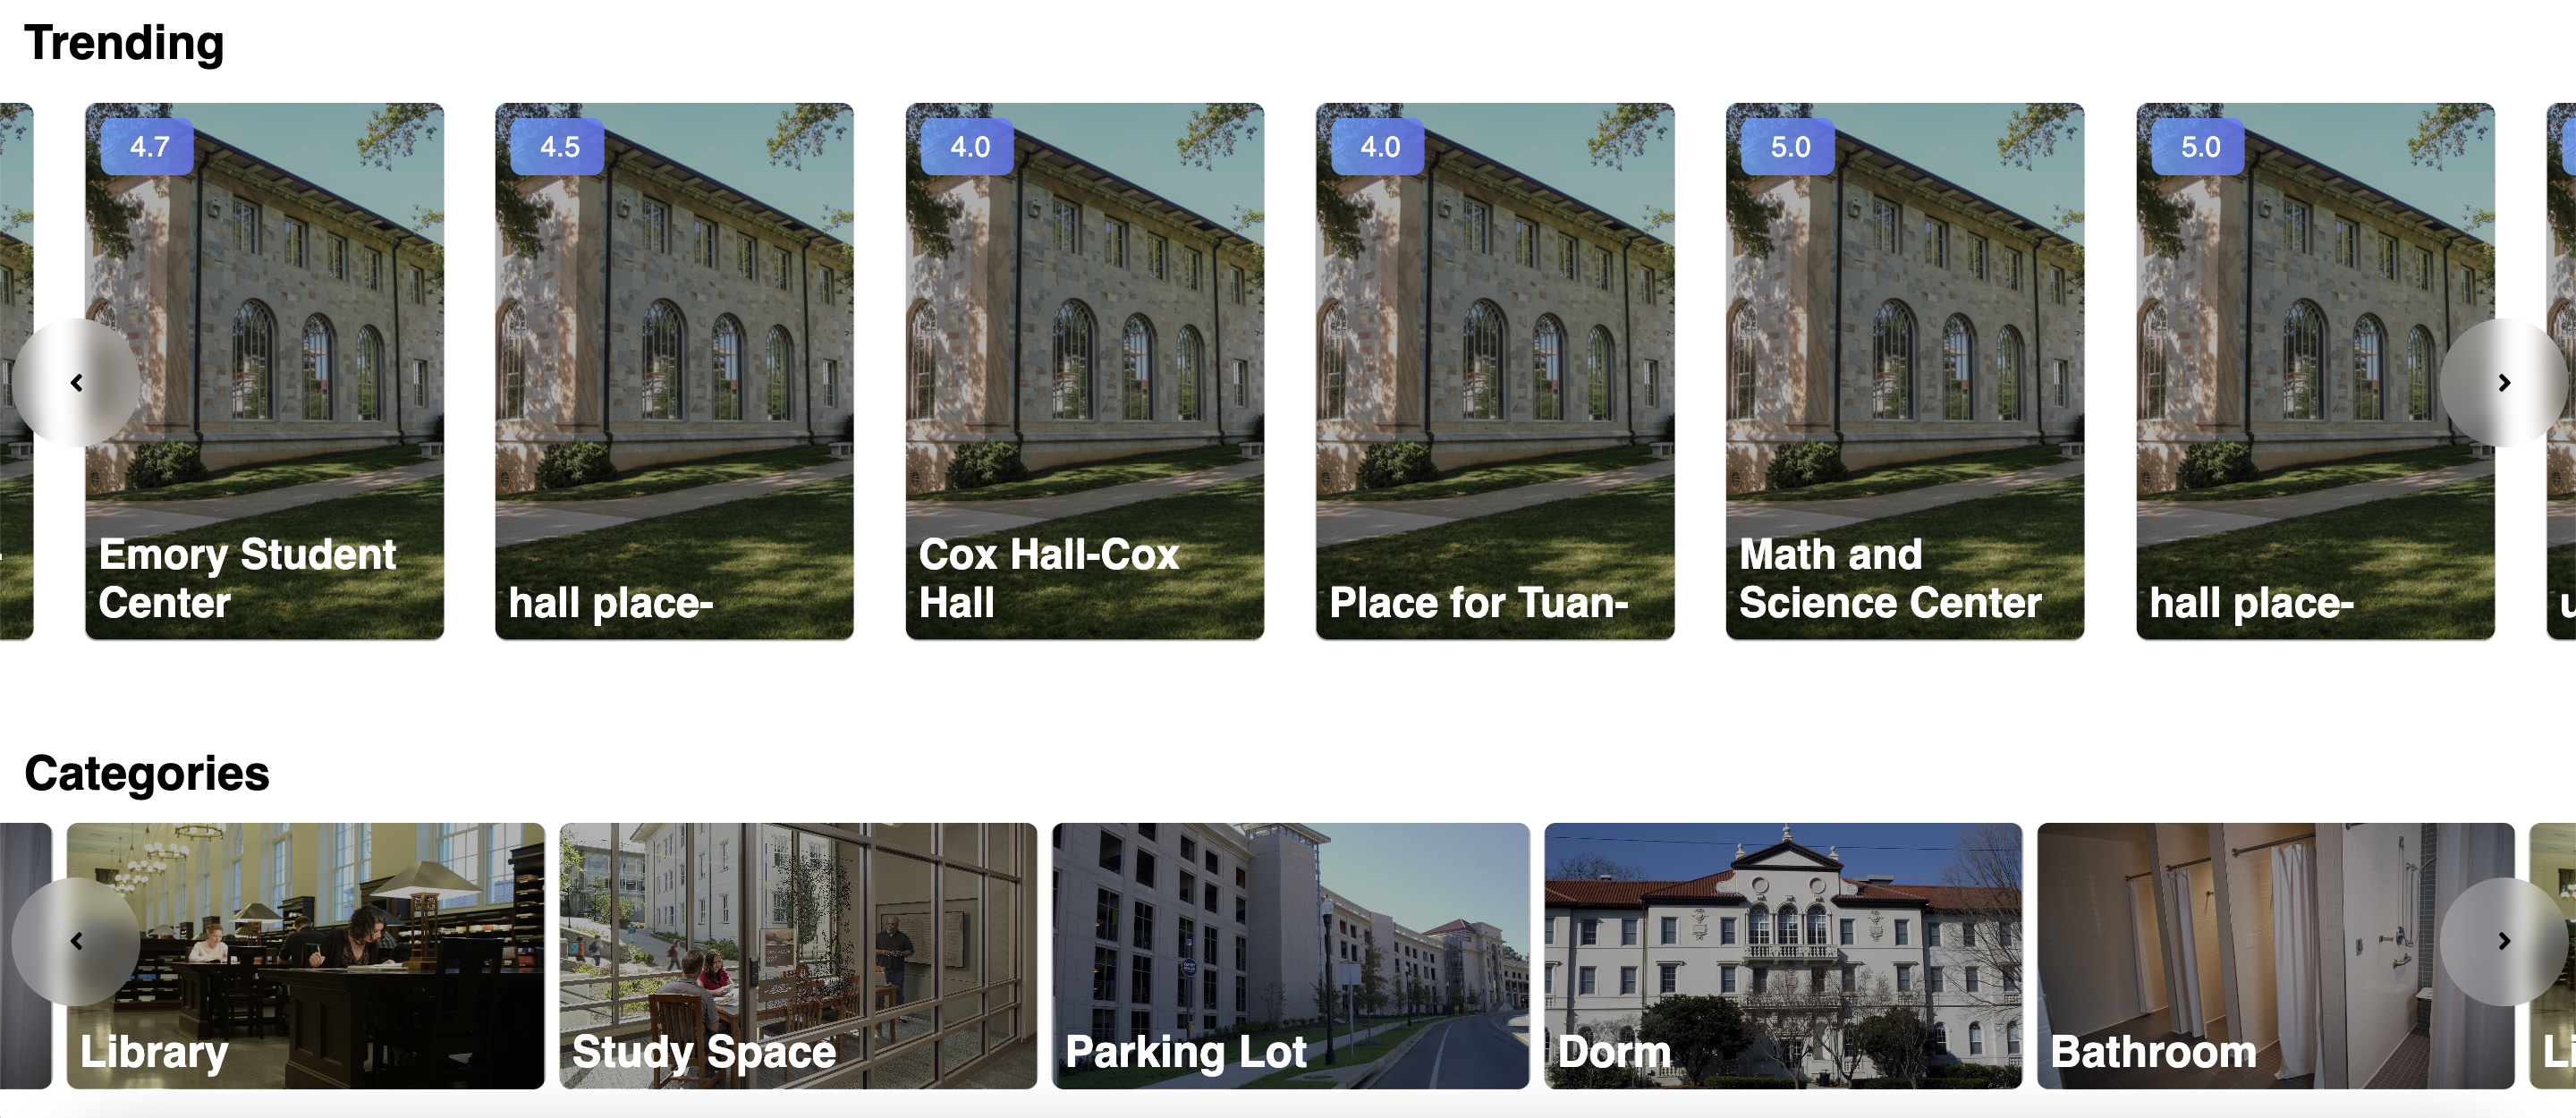 Trending
4.7
4.5
4.0
4.0
5.0
5.0
Emory Student
Center
hall place-
Cox Hall-Cox
Hall
Place for Tuan-
Math and
Science Center
hall place-
Categories
Library
Study Space
Parking Lot
Dorm
Bathroom
Li